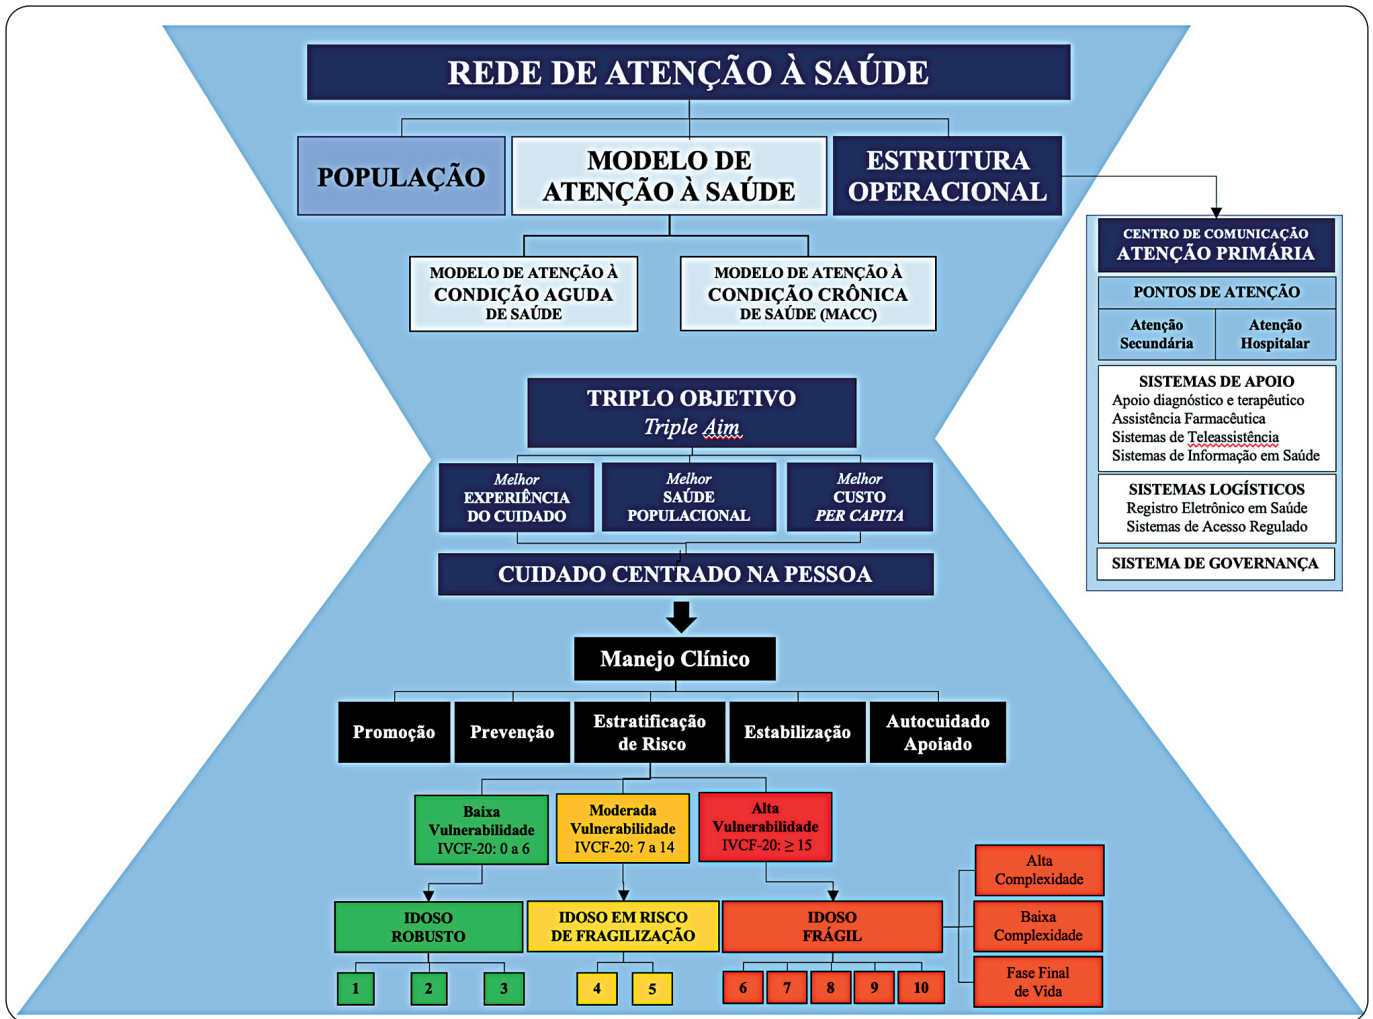 REDE DE ATENÇÃO À SAÚDE
POPULAÇÃO
MODELO DE
ATENÇÃO À SAÚDE
ESTRUTURA
OPERACIONAL
MODELO DE ATENÇÃO À
CONDIÇÃO AGUDA
DE SAÚDE
MODELO DE ATENÇÃO À
CONDIÇÃO CRÔNICA
DE SAÚDE (MACC)
CENTRO DE COMUNICAÇÃO
ATENÇÃO PRIMÁRIA
PONTOS DE ATENÇÃO
Atenção
Secundária
Atenção
Hospitalar
SISTEMAS DE APOIO
Apoio diagnóstico e terapêutico
Assistência Farmacêutica
Sistemas de Teleassistência
Sistemas de Informação em Saúde
SISTEMAS LOGÍSTICOS
Registro Eletrônico em Saúde
Sistemas de Acesso Regulado
SISTEMA DE GOVERNANÇA
TRIPLO OBJETIVO
Triple Aim
Melhor
EXPERIÊNCIA
DO CUIDADO
Melhor
SAÚDE
POPULACIONAL
Melhor
CUSTO
PER CAPITA
CUIDADO CENTRADO NA PESSOA
Manejo Clínico
Promoção
Prevenção
Estratificação
de Risco
Estabilização
Autocuidado
Apoiado
Baixa
Vulnerabilidade
IVCF-20: 0 a 6
Moderada
Vulnerabilidade
IVCF-20: 7 a 14
Alta
Vulnerabilidade
IVCF-20: ≥ 15
IDOSO
ROBUSTO
IDOSO EM RISCO
DE FRAGILIZAÇÃO
IDOSO
FRÁGIL
Alta
Complexidade
Baixa
Complexidade
Fase Final
de Vida
1
2
3
4
5
6
7
8
9
10